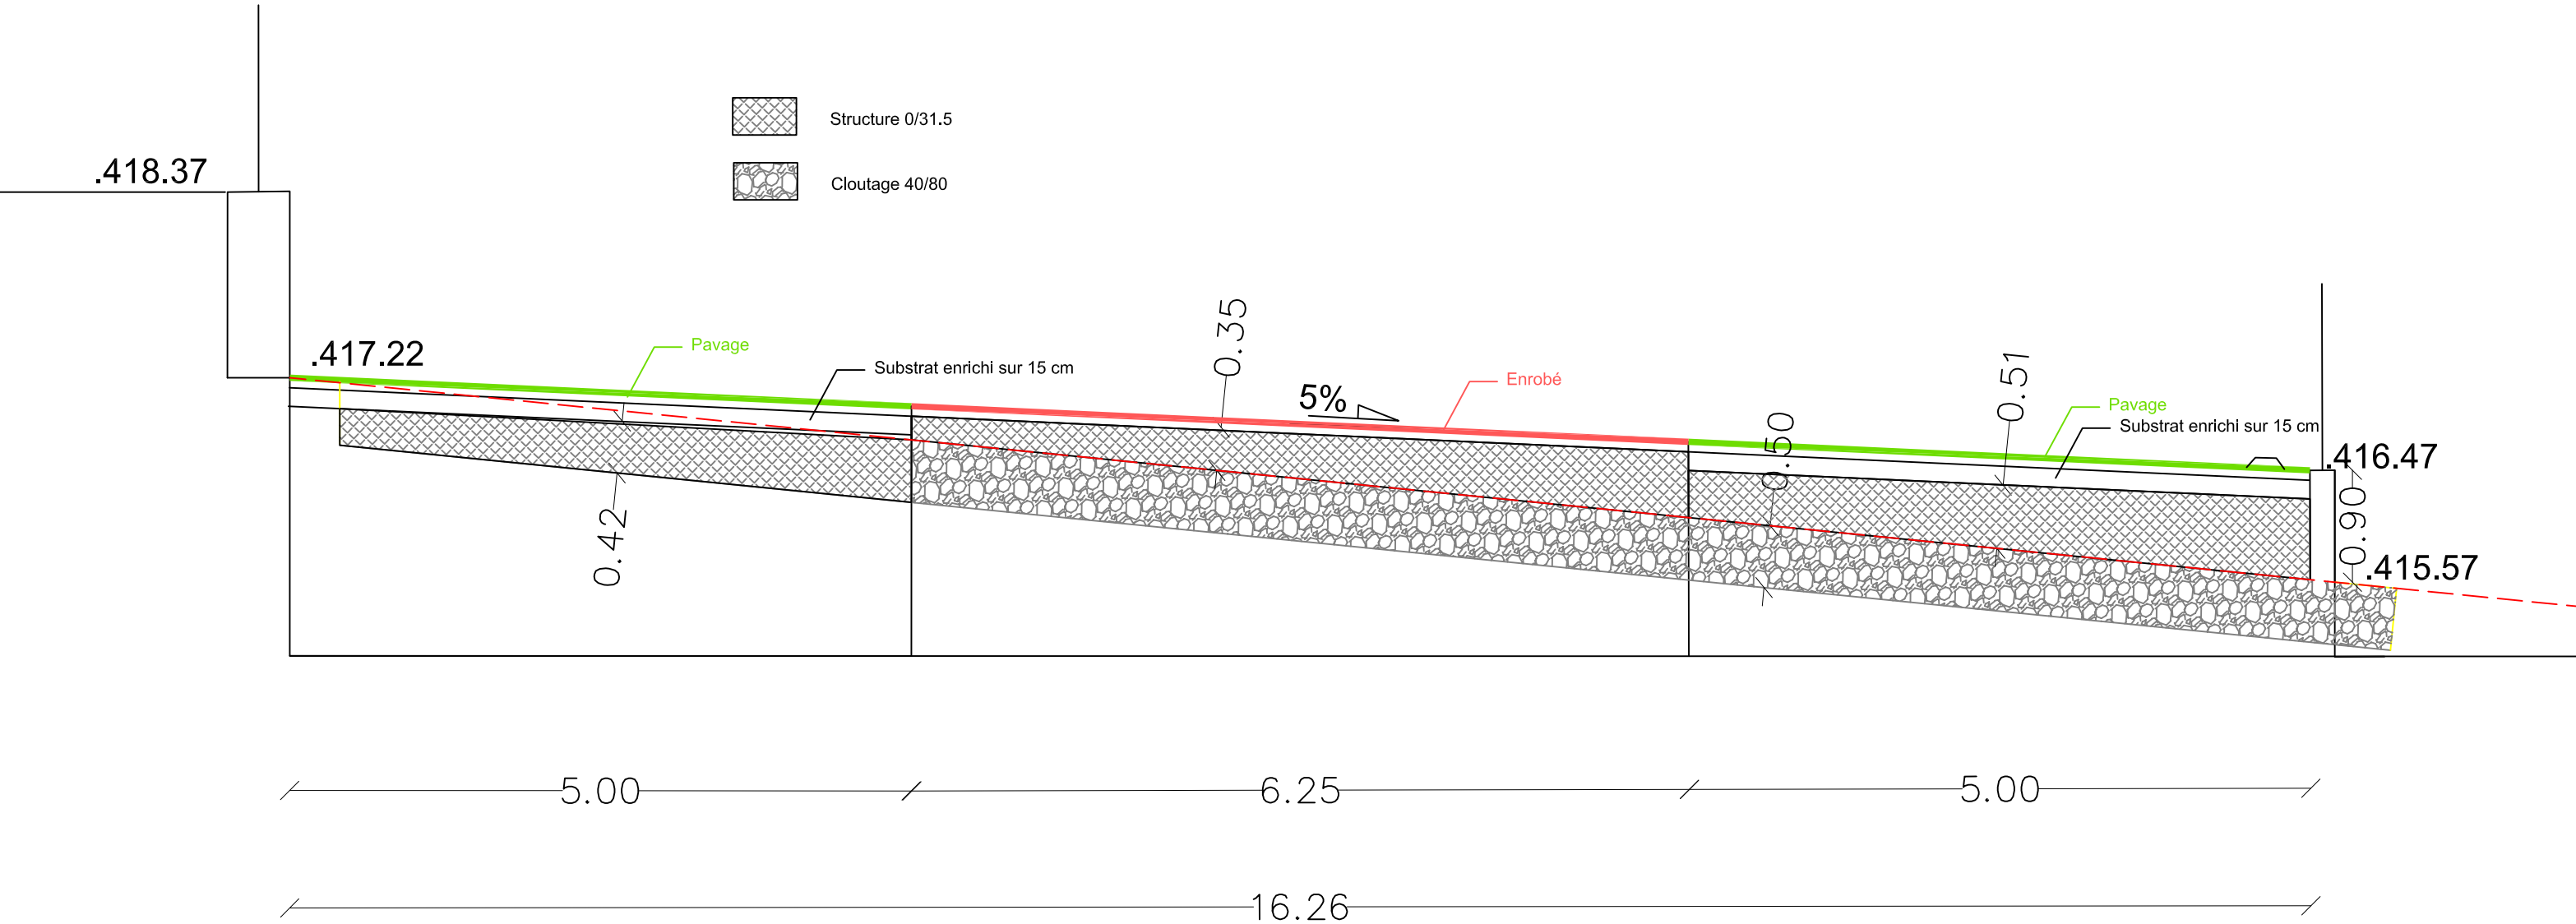 Structure 0/31.5
.418.37
Cloutage 40/80
0.35
.417.22
Pavage
Substrat enrichi sur 15 cm
Enrobé
5%
0.51
Pavage
Substrat enrichi sur 15 cm
0.50
.416.47
0.42
0.90
.415.57
5.00
6.25
5.00
16.26